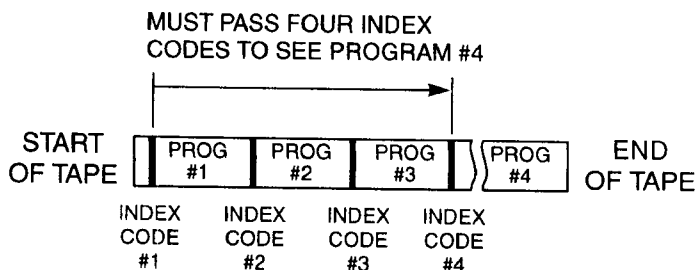 MUST PASS FOUR INDEX
CODES TO SEE PROGRAM #4
START
OF TAPE
PROG
#1
PROG
#2
PROG
#3
PROG
#4
END
OF TAPE
INDEX
CODE
#1
INDEX
CODE
#2
INDEX
CODE
#3
INDEX
CODE
#4